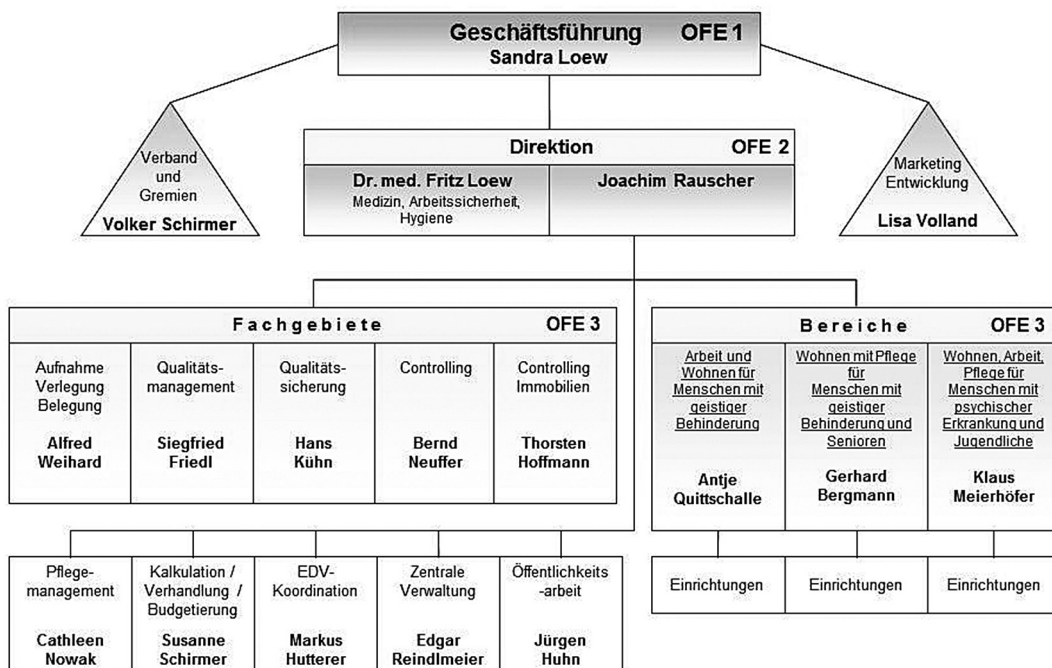 Geschäftsführung OFE 1
Sandra Loew
Verband
und
Gremien
Volker Schirmer
Direktion OFE 2
Dr. med. Fritz Loew
Medizin, Arbeitssicherheit,
Hygiene
Joachim Rauscher
Marketing
Entwicklung
Lisa Volland
Fachgebiete OFE 3
Aufnahme
Verlegung
Belegung
Alfred
Weihard
Qualitäts-
management
Siegfried
Friedl
Qualitäts-
sicherung
Hans
Kühn
Controlling
Bernd
Neuffer
Controlling
Immobilien
Thorsten
Hoffmann
Bereiche OFE 3
Arbeit und
Wohnen für
Menschen mit
geistiger
Behinderung
Antje
Quittschalle
Wohnen mit Pflege
für
Menschen mit
geistiger
Behinderung und
Senioren
Gerhard
Bergmann
Wohnen, Arbeit,
Pflege für
Menschen mit
psychischer
Erkrankung und
Jugendliche
Klaus
Meierhöfer
Pflege-
management
Cathleen
Nowak
Kalkulation /
Verhandlung /
Budgetierung
Susanne
Schirmer
EDV-
Koordination
Markus
Hutterer
Zentrale
Verwaltung
Edgar
Reindlmeier
Öffentlichkeits
-arbeit
Jürgen
Huhn
Einrichtungen
Einrichtungen
Einrichtungen